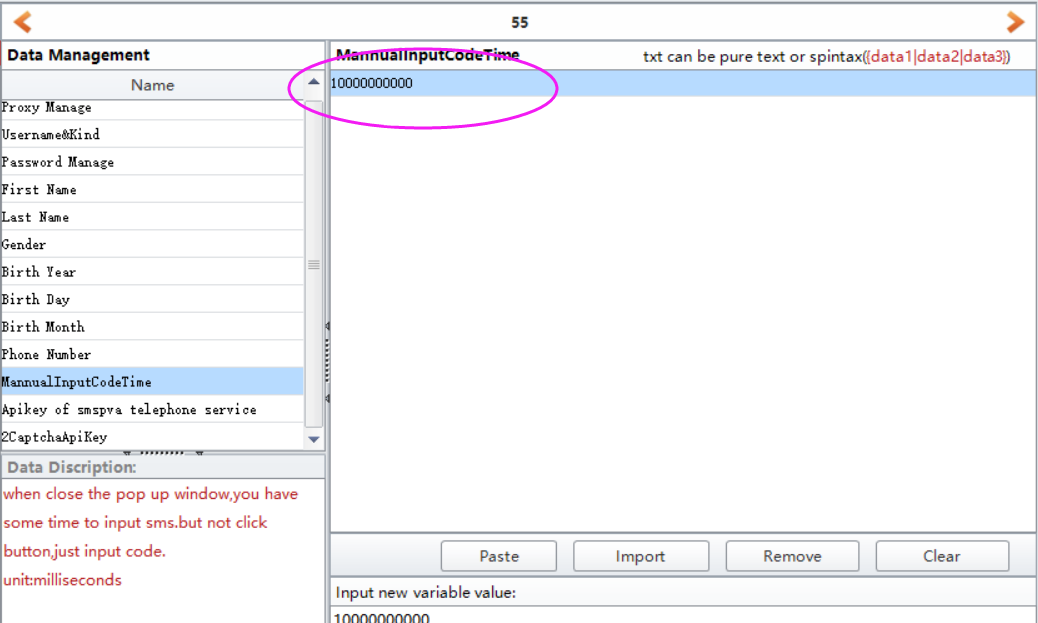 55
Data Management
Name
Proxy Manage
Username&Kind
Password Manage
First Name
Last Name
Gender
Birth Year
Birth Day
Birth Month
Phone Number
MannualInputCodeTime
Apikey of smspva telephone service
2CaptchaApiKey
Data Discription:
when close the pop up window,you have
some time to input sms.but not click
button,just input code.
unit:milliseconds
MannualInputCodeTime
txt can be pure text or spintax({data1|data2|data3})
10000000000
Paste
Import
Remove
Clear
Input new variable value:
10000000000